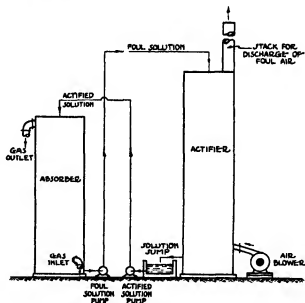 FOUL SOLUTION
STACK FOR
DISCHARGE OF
FOUL AIR
ACTIFIED
SOLUTION
ACTIFIER
GAS
OUTLET
ABSORBER
GAS
INLET
SOLUTION
SUMP
AIR
BLOWER
FOUL
SOLUTION
PUMP
ACTIFIED
SOLUTION
PUMP